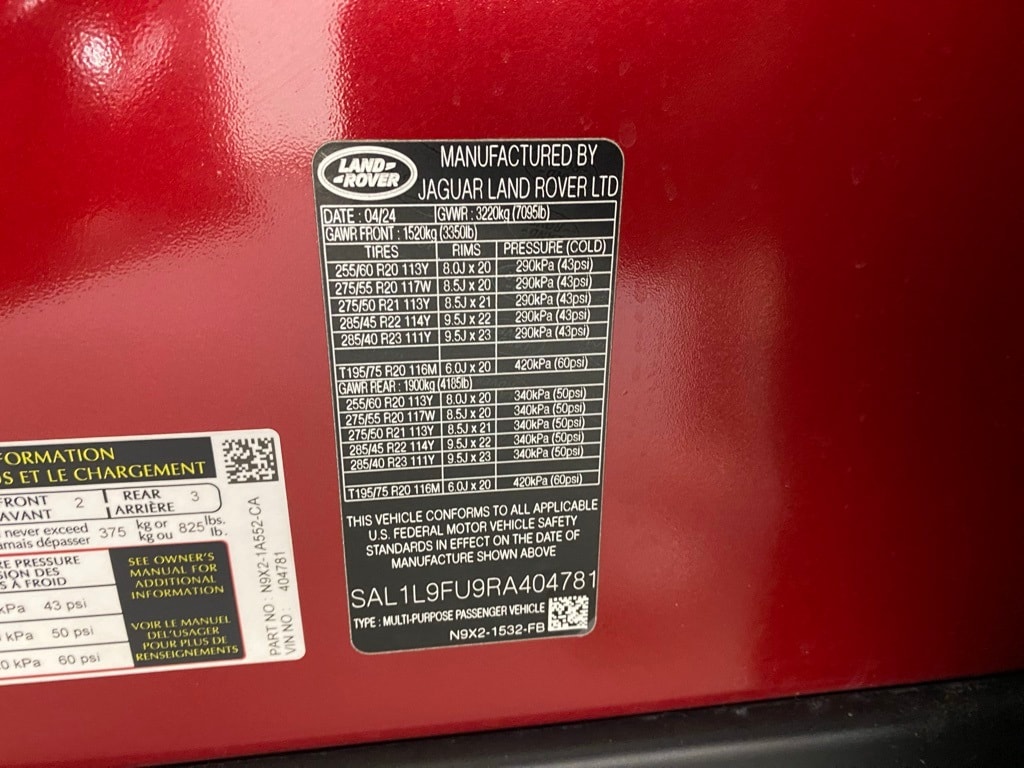 LAND-
-ROVER
MANUFACTURED BY
JAGUAR LAND ROVER LTD
DATE : 04/24 GVWR : 3220kg (7095lb)
GAWR FRONT : 1520kg (3350lb)
TIRES RIMS PRESSURE (COLD)
255/60 R20 113Y 8.0J x 20 290kPa (43psi)
275/55 R20 117W 8.5J x 20 290kPa (43psi)
275/50 R21 113Y 8.5J x 21 290kPa (43psi)
285/45 R22 114Y 9.5J x 22 290kPa (43psi)
285/40 R23 111Y 9.5J x 23 290kPa (43psi)
T195/75 R20 116M 6.0J x 20 420kPa (60psi)
GAWR REAR : 1900kg (4185lb)
255/60 R20 113Y 8.0J x 20 340kPa (50psi)
275/55 R20 117W 8.5J x 20 340kPa (50psi)
275/50 R21 113Y 8.5J x 21 340kPa (50psi)
285/45 R22 114Y 9.5J x 22 340kPa (50psi)
285/40 R23 111Y 9.5J x 23 340kPa (50psi)
T195/75 R20 116M 6.0J x 20 420kPa (60psi)
THIS VEHICLE CONFORMS TO ALL APPLICABLE
U.S. FEDERAL MOTOR VEHICLE SAFETY
STANDARDS IN EFFECT ON THE DATE OF
MANUFACTURE SHOWN ABOVE
SAL1L9FU9RA404781
TYPE : MULTI-PURPOSE PASSENGER VEHICLE
N9X2-1532-FB
FORMATION
S ET LE CHARGEMENT
FRONT 2 REAR 3
AVANT ARRIÈRE
never exceed 375 kg or 825 lbs.
amais dépasser kg ou lb.
RE PRESSURE
SION DES
S À FROID
kPa 43 psi
kPa 50 psi
0 kPa 60 psi
SEE OWNER'S
MANUAL FOR
ADDITIONAL
INFORMATION
VOIR LE MANUEL
DEL'USAGER
POUR PLUS DE
RENSEIGNEMENTS
PART NO : N9X2-1A552-CA
VIN NO : 404781